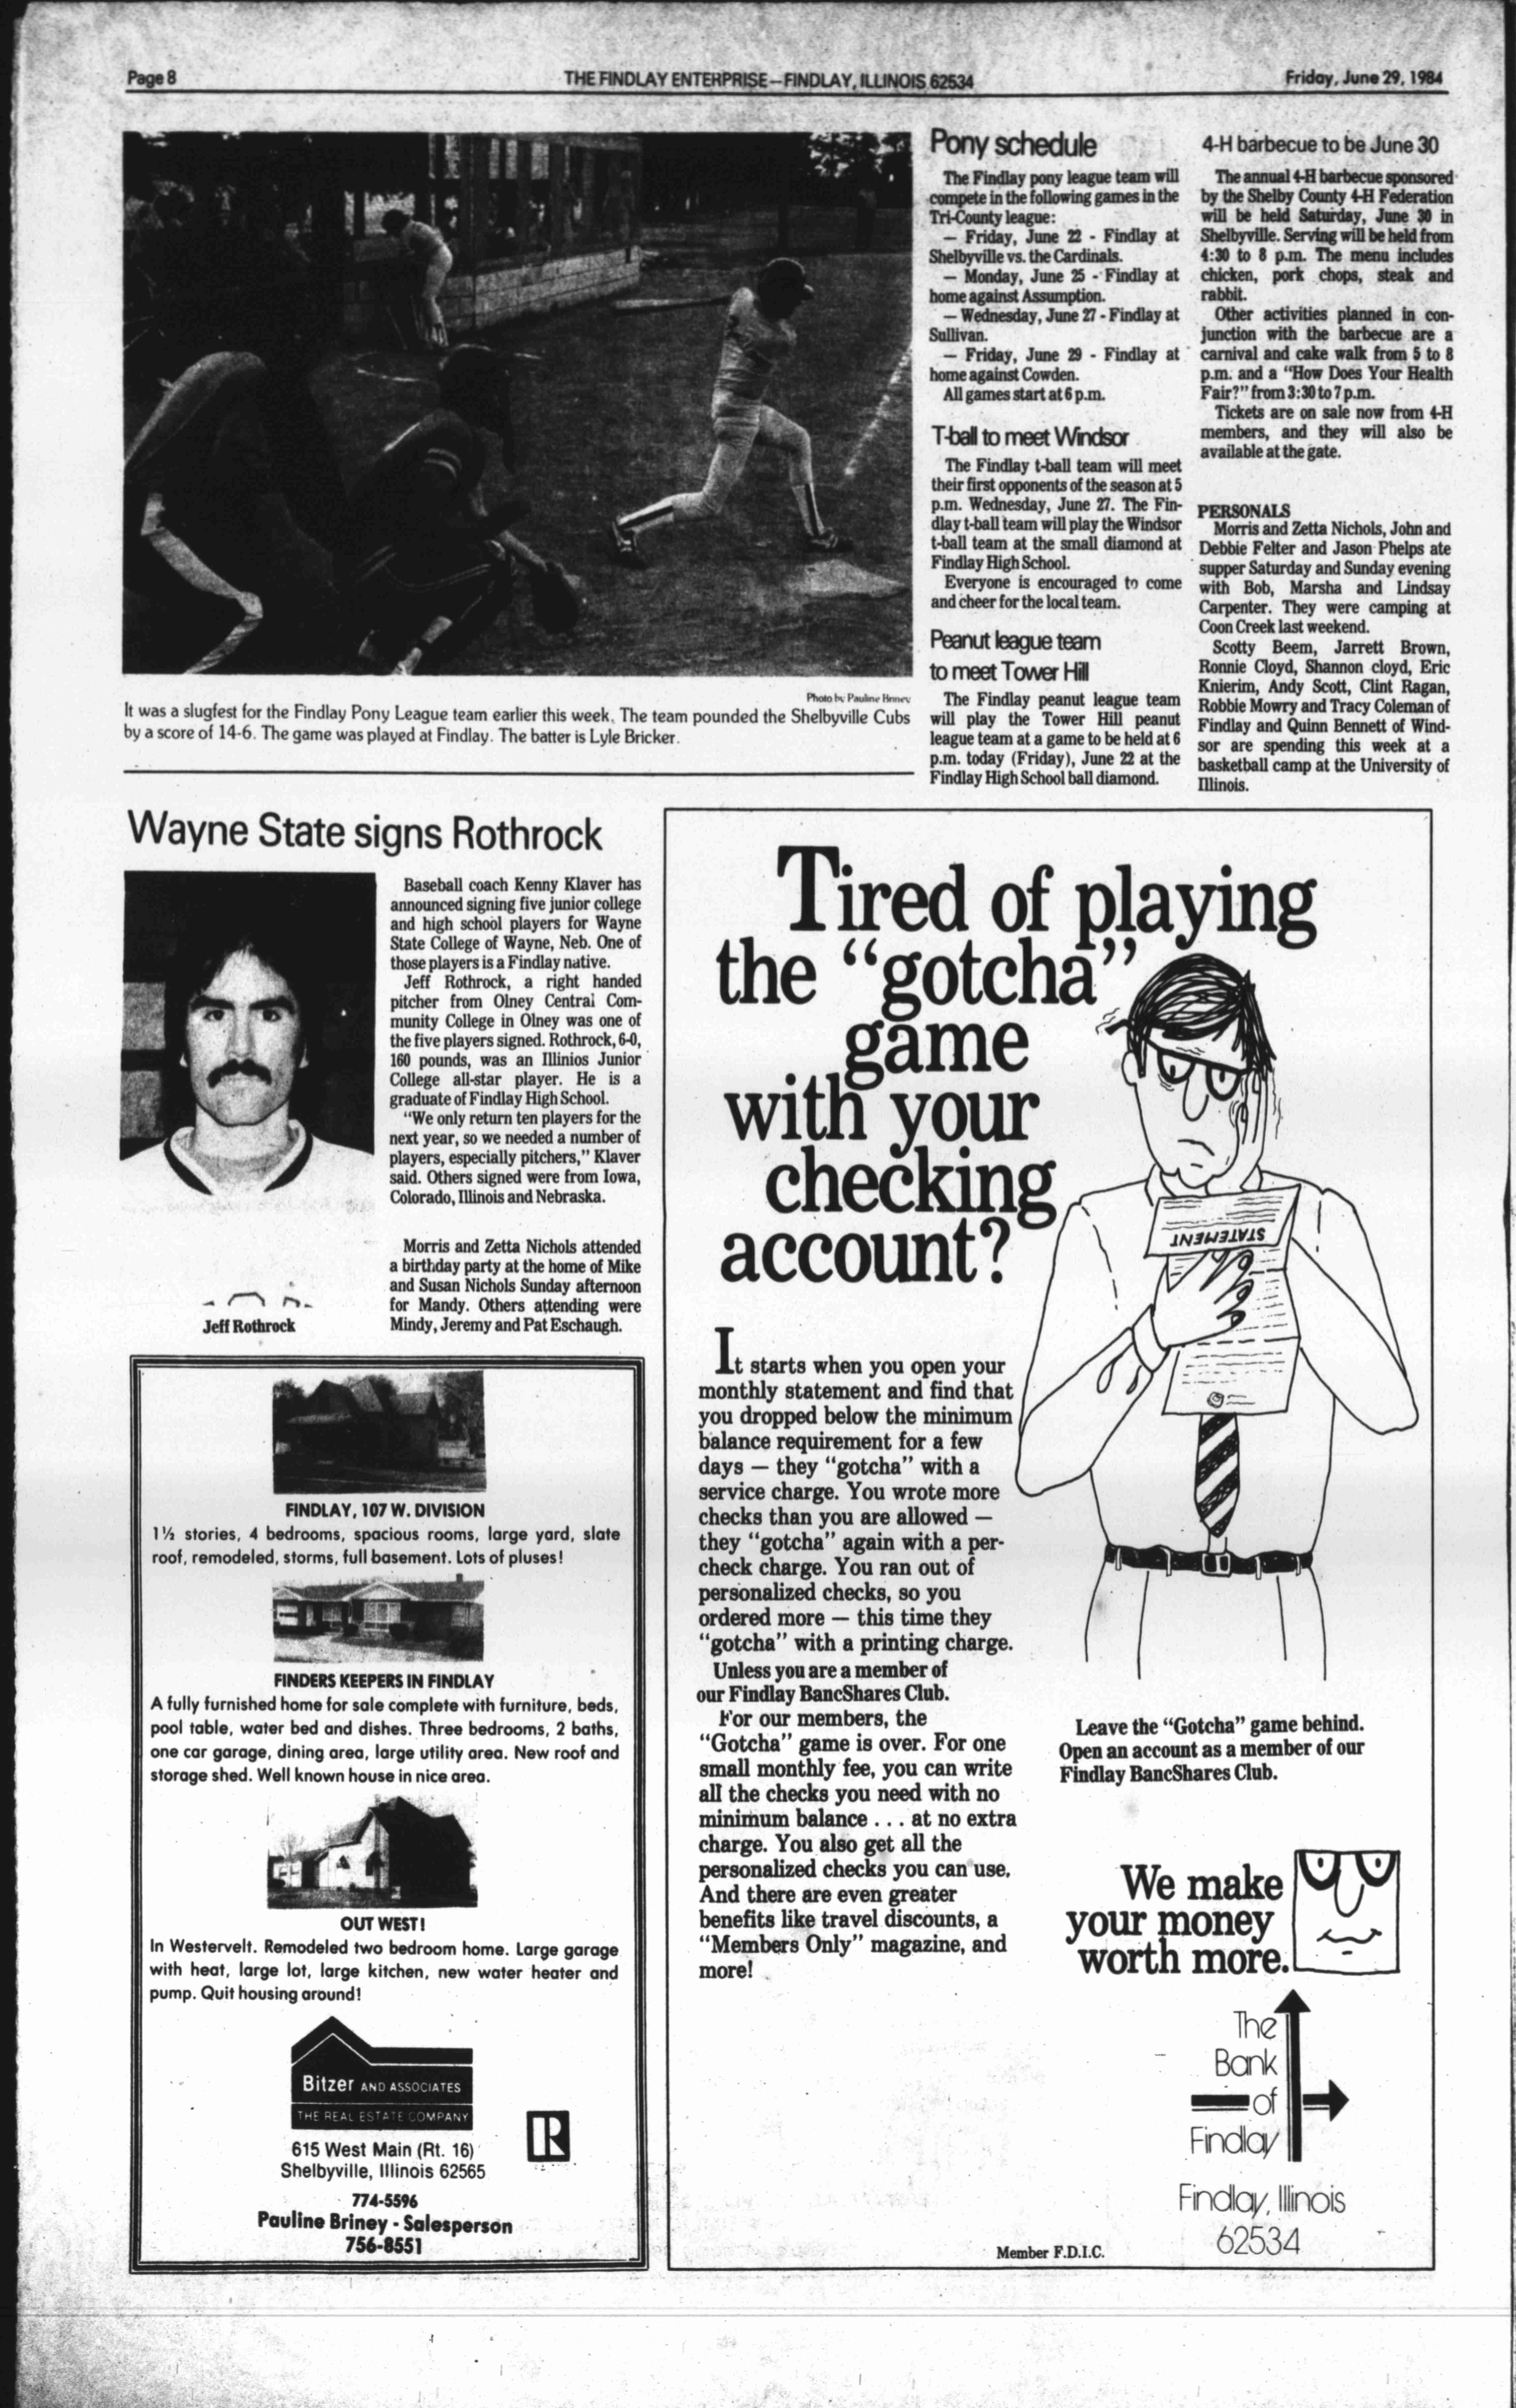 Page 8
THE FINDLAY ENTERPRISE—FINDLAY, ILLINOIS 62534
Friday, June 29, 1984
Photo by Pauline Briney
It was a slugfest for the Findlay Pony League team earlier this week. The team pounded the Shelbyville Cubs
by a score of 14-6. The game was played at Findlay. The batter is Lyle Bricker.
Pony schedule
The Findlay pony league team will
compete in the following games in the
Tri-County league:
— Friday, June 22 - Findlay at
Shelbyville vs. the Cardinals.
— Monday, June 25 - Findlay at
home against Assumption.
— Wednesday, June 27 - Findlay at
Sullivan.
— Friday, June 29 - Findlay at
home against Cowden.
All games start at 6 p.m.
T-ball to meet Windsor
The Findlay t-ball team will meet
their first opponents of the season at 5
p.m. Wednesday, June 27. The Fin-
dlay t-ball team will play the Windsor
t-ball team at the small diamond at
Findlay High School.
Everyone is encouraged to come
and cheer for the local team.
Peanut league team
to meet Tower Hill
The Findlay peanut league team
will play the Tower Hill peanut
league team at a game to be held at 6
p.m. today (Friday), June 22 at the
Findlay High School ball diamond.
4-H barbecue to be June 30
The annual 4-H barbecue sponsored
by the Shelby County 4-H Federation
will be held Saturday, June 30 in
Shelbyville. Serving will be held from
4:30 to 8 p.m. The menu includes
chicken, pork chops, steak and
rabbit.
Other activities planned in con-
junction with the barbecue are a
carnival and cake walk from 5 to 8
p.m. and a "How Does Your Health
Fair?" from 3:30 to 7 p.m.
Tickets are on sale now from 4-H
members, and they will also be
available at the gate.
PERSONALS
Morris and Zetta Nichols, John and
Debbie Felter and Jason Phelps ate
supper Saturday and Sunday evening
with Bob, Marsha and Lindsay
Carpenter. They were camping at
Coon Creek last weekend.
Scotty Beem, Jarrett Brown,
Ronnie Cloyd, Shannon cloyd, Eric
Knierim, Andy Scott, Clint Ragan,
Robbie Mowry and Tracy Coleman of
Findlay and Quinn Bennett of Wind-
sor are spending this week at a
basketball camp at the University of
Illinois.
Wayne State signs Rothrock
Baseball coach Kenny Klaver has
announced signing five junior college
and high school players for Wayne
State College of Wayne, Neb. One of
those players is a Findlay native.
Jeff Rothrock, a right handed
pitcher from Olney Central Com-
munity College in Olney was one of
the five players signed. Rothrock, 6-0,
160 pounds, was an Illinios Junior
College all-star player. He is a
graduate of Findlay High School.
"We only return ten players for the
next year, so we needed a number of
players, especially pitchers," Klaver
said. Others signed were from Iowa,
Colorado, Illinois and Nebraska.
Jeff Rothrock
Morris and Zetta Nichols attended
a birthday party at the home of Mike
and Susan Nichols Sunday afternoon
for Mandy. Others attending were
Mindy, Jeremy and Pat Eschaugh.
FINDLAY, 107 W. DIVISION
1½ stories, 4 bedrooms, spacious rooms, large yard, slate
roof, remodeled, storms, full basement. Lots of pluses!
FINDERS KEEPERS IN FINDLAY
A fully furnished home for sale complete with furniture, beds,
pool table, water bed and dishes. Three bedrooms, 2 baths,
one car garage, dining area, large utility area. New roof and
storage shed. Well known house in nice area.
OUT WEST!
In Westervelt. Remodeled two bedroom home. Large garage
with heat, large lot, large kitchen, new water heater and
pump. Quit housing around!
Bitzer AND ASSOCIATES
THE REAL ESTATE COMPANY
R
615 West Main (Rt. 16)
Shelbyville, Illinois 62565
774-5596
Pauline Briney - Salesperson
756-8551
Tired of playing
the "gotcha"
game
with your
checking
account?
STATEMENT
It starts when you open your
monthly statement and find that
you dropped below the minimum
balance requirement for a few
days — they "gotcha" with a
service charge. You wrote more
checks than you are allowed —
they "gotcha" again with a per-
check charge. You ran out of
personalized checks, so you
ordered more — this time they
"gotcha" with a printing charge.
Unless you are a member of
our Findlay BancShares Club.
For our members, the
"Gotcha" game is over. For one
small monthly fee, you can write
all the checks you need with no
minimum balance . . . at no extra
charge. You also get all the
personalized checks you can use.
And there are even greater
benefits like travel discounts, a
"Members Only" magazine, and
more!
Leave the "Gotcha" game behind.
Open an account as a member of our
Findlay BancShares Club.
We make
your money
worth more.
The
Bank
of
Findlay
Findlay, Illinois
62534
Member F.D.I.C.